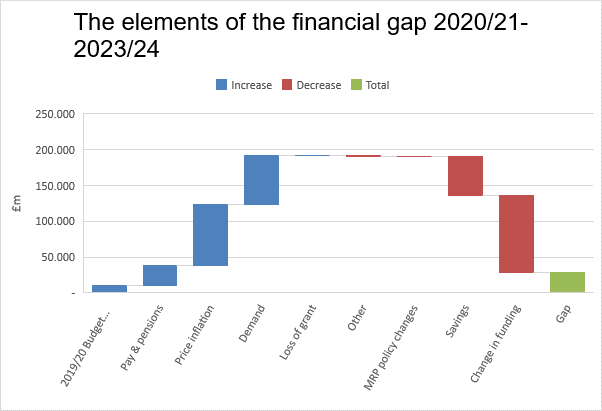 The elements of the financial gap 2020/21-
2023/24
Increase Decrease Total
250.000
200.000
150.000
100.000
50.000
-
£m
2019/20 Budget...
Pay & pensions
Price inflation
Demand
Loss of grant
Other
MRP policy changes
Savings
Change in funding
Gap